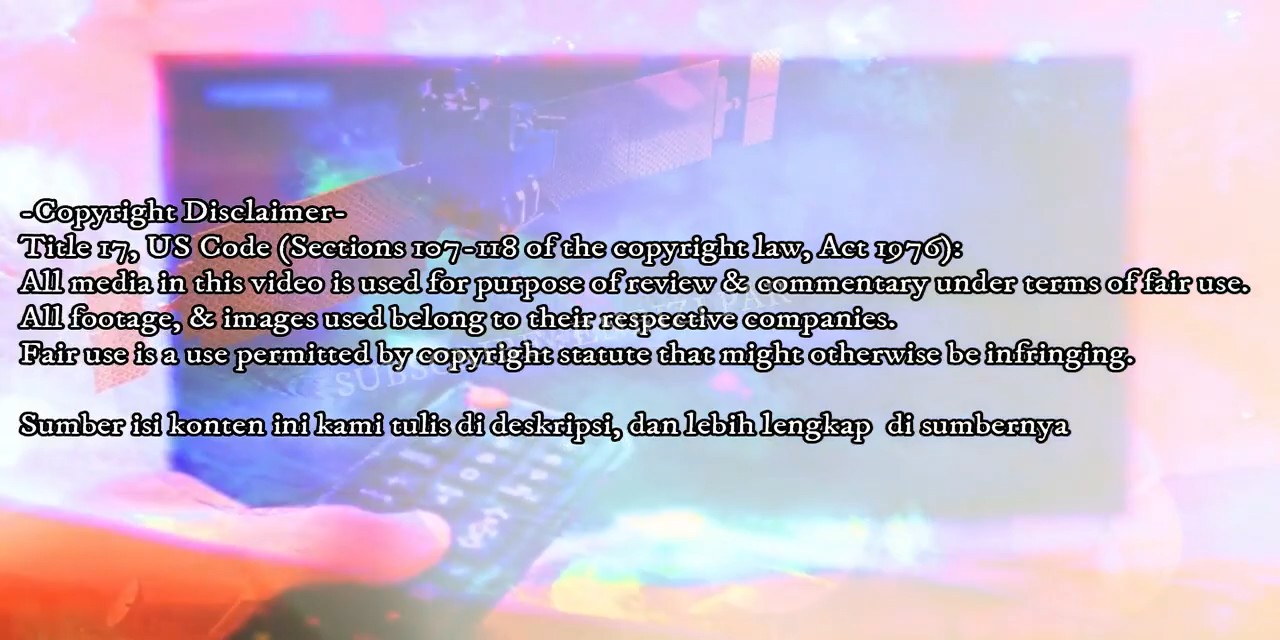 -Copyright Disclaimer-
Title 17, US Code (Sections 107-118 of the copyright law, Act 1976):
All media in this video is used for purpose of review & commentary under terms of fair use.
All footage, & images used belong to their respective companies.
Fair use is a use permitted by copyright statute that might otherwise be infringing.
Sumber isi konten ini kami tulis di deskripsi, dan lebih lengkap di sumbernya